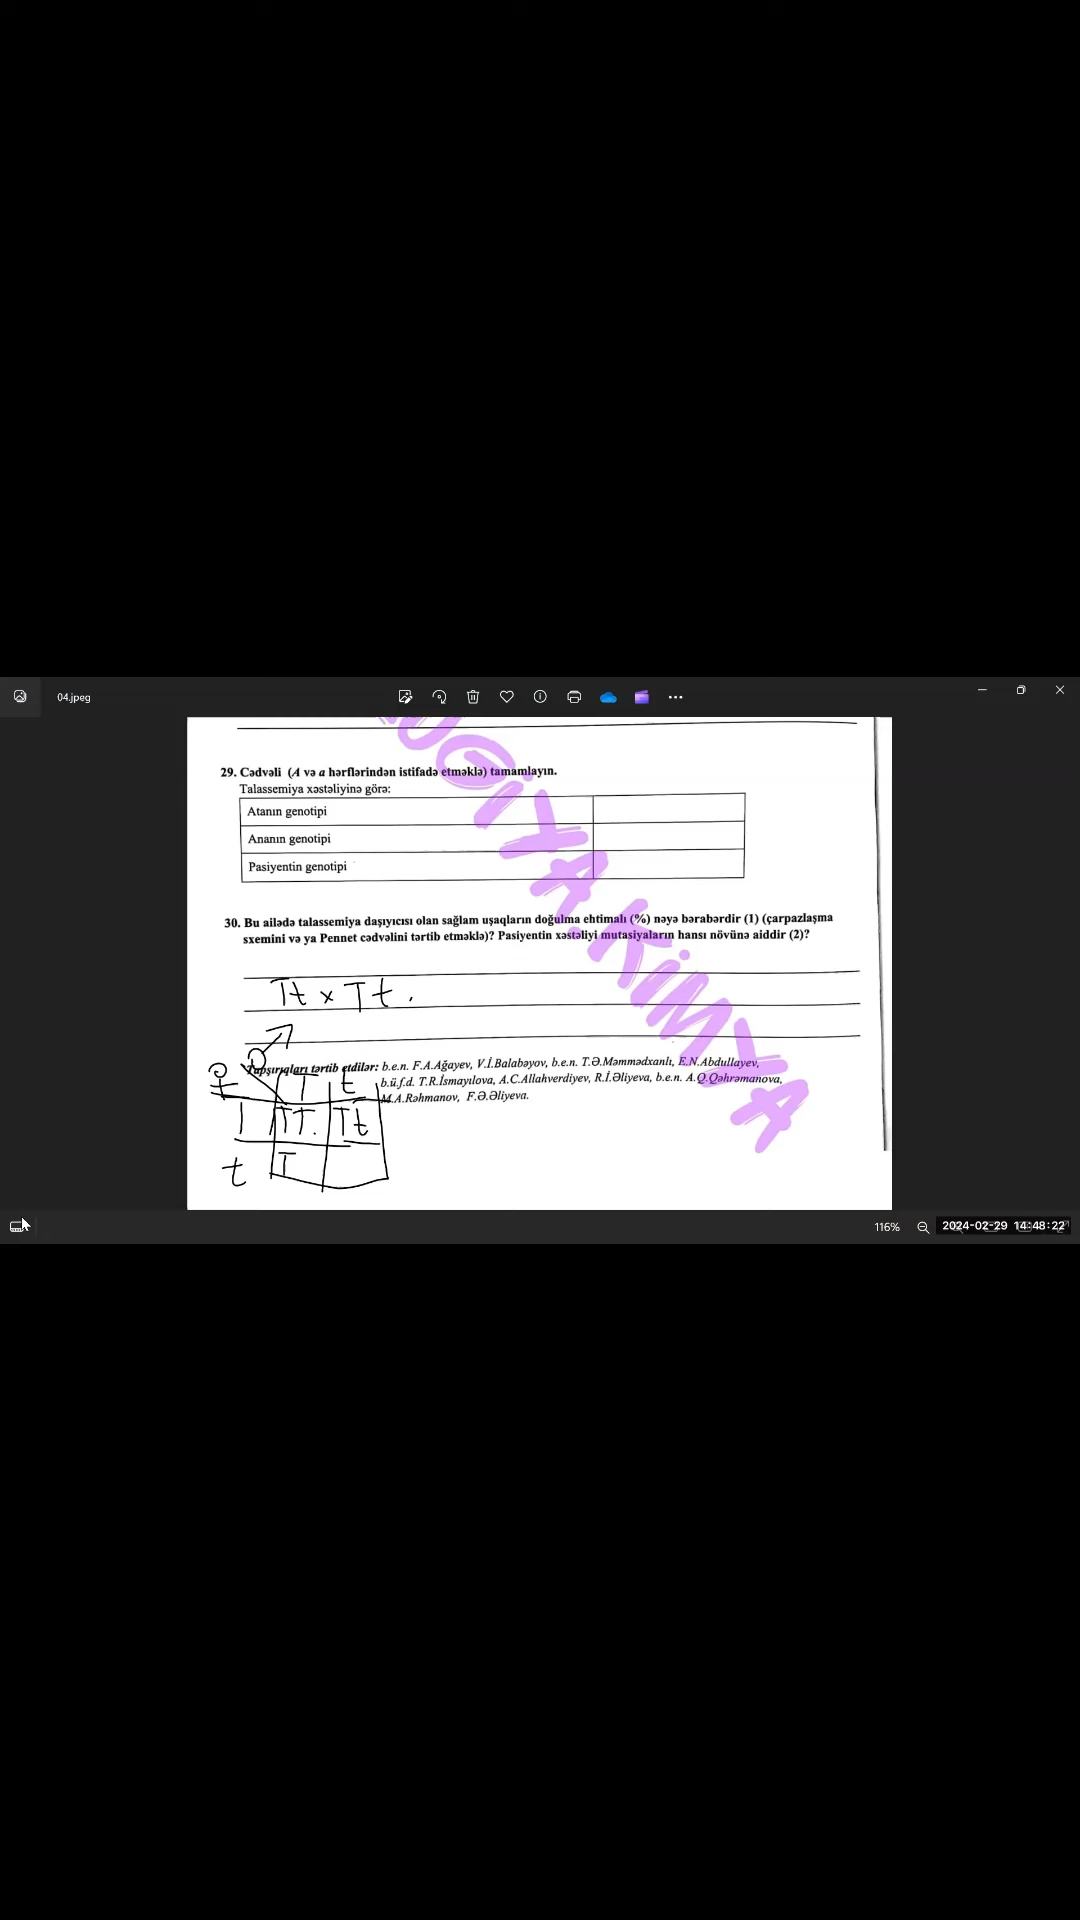 04.jpeg
29. Cədvəli (A və a hərflərindən istifadə etməklə) tamamlayın.
Talassemiya xəstəliyinə görə:
Atanın genotipi
Ananın genotipi
Pasiyentin genotipi
30. Bu ailədə talassemiya daşıyıcısı olan sağlam uşaqların doğulma ehtimalı (%) nəyə bərabərdir (1) (çarpazlaşma
sxemini və ya Pennet cədvəlini tərtib etməklə)? Pasiyentin xəstəliyi mutasiyaların hansı növünə aiddir (2)?
Tt x Tt.
Tapşırıqları tərtib etdilər: b.e.n. F.A.Ağayev, V.İ.Balabəyov, b.e.n. T.Ə.Məmmədxanlı, E.N.Abdullayev,
b.ü.f.d. T.R.İsmayılova, A.C.Allahverdiyev, R.İ.Əliyeva, b.e.n. A.Q.Qəhrəmanova,
M.A.Rəhmanov, F.Ə.Əliyeva.
♀ ♂ T t
T TT. Tt
t T
KİMYA
116%
2024-02-29 14:48:22